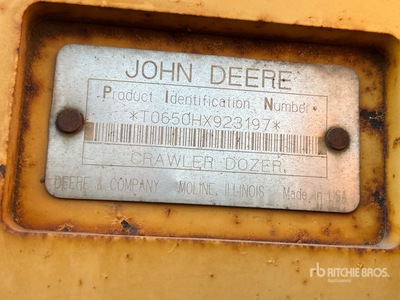 JOHN DEERE
Product Identification Number
*T0650HX923197*
CRAWLER DOZER
DEERE & COMPANY MOLINE, ILLINOIS Made in USA
rb RITCHIE BROS.